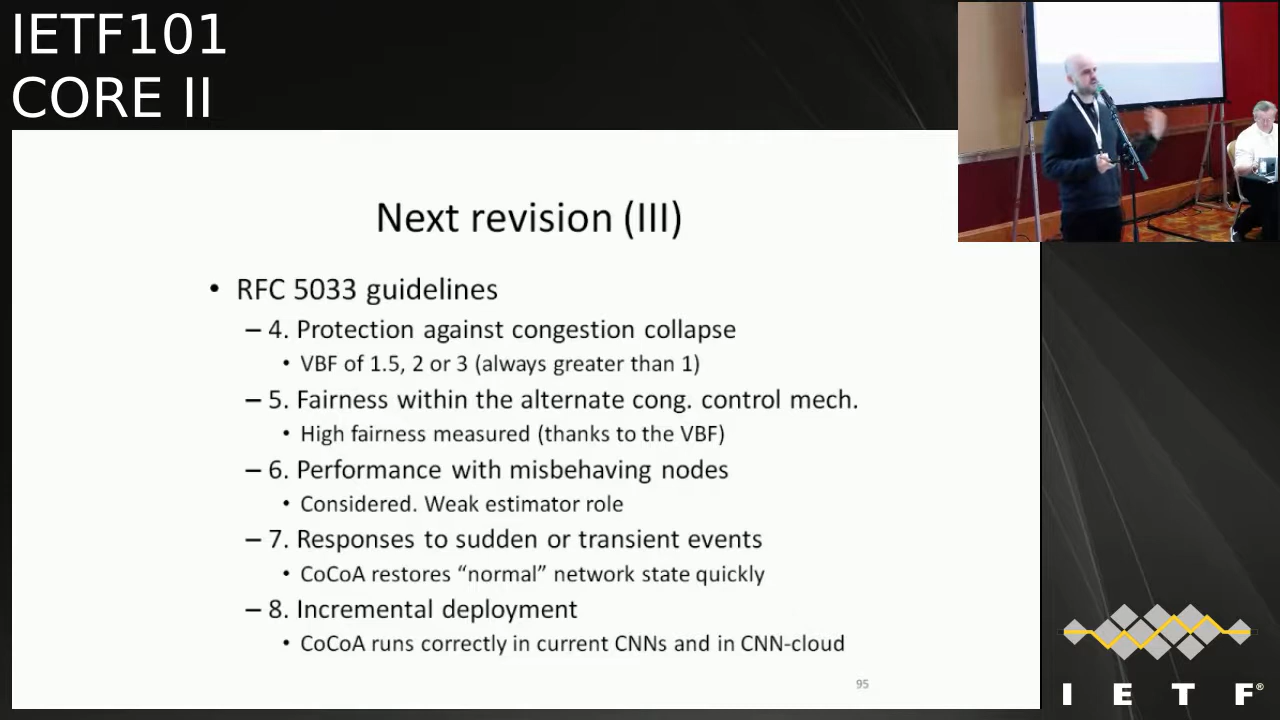 IETF101
CORE II
Next revision (III)
• RFC 5033 guidelines
– 4. Protection against congestion collapse
• VBF of 1.5, 2 or 3 (always greater than 1)
– 5. Fairness within the alternate cong. control mech.
• High fairness measured (thanks to the VBF)
– 6. Performance with misbehaving nodes
• Considered. Weak estimator role
– 7. Responses to sudden or transient events
• CoCoA restores “normal” network state quickly
– 8. Incremental deployment
• CoCoA runs correctly in current CNNs and in CNN-cloud
95
I E T F®